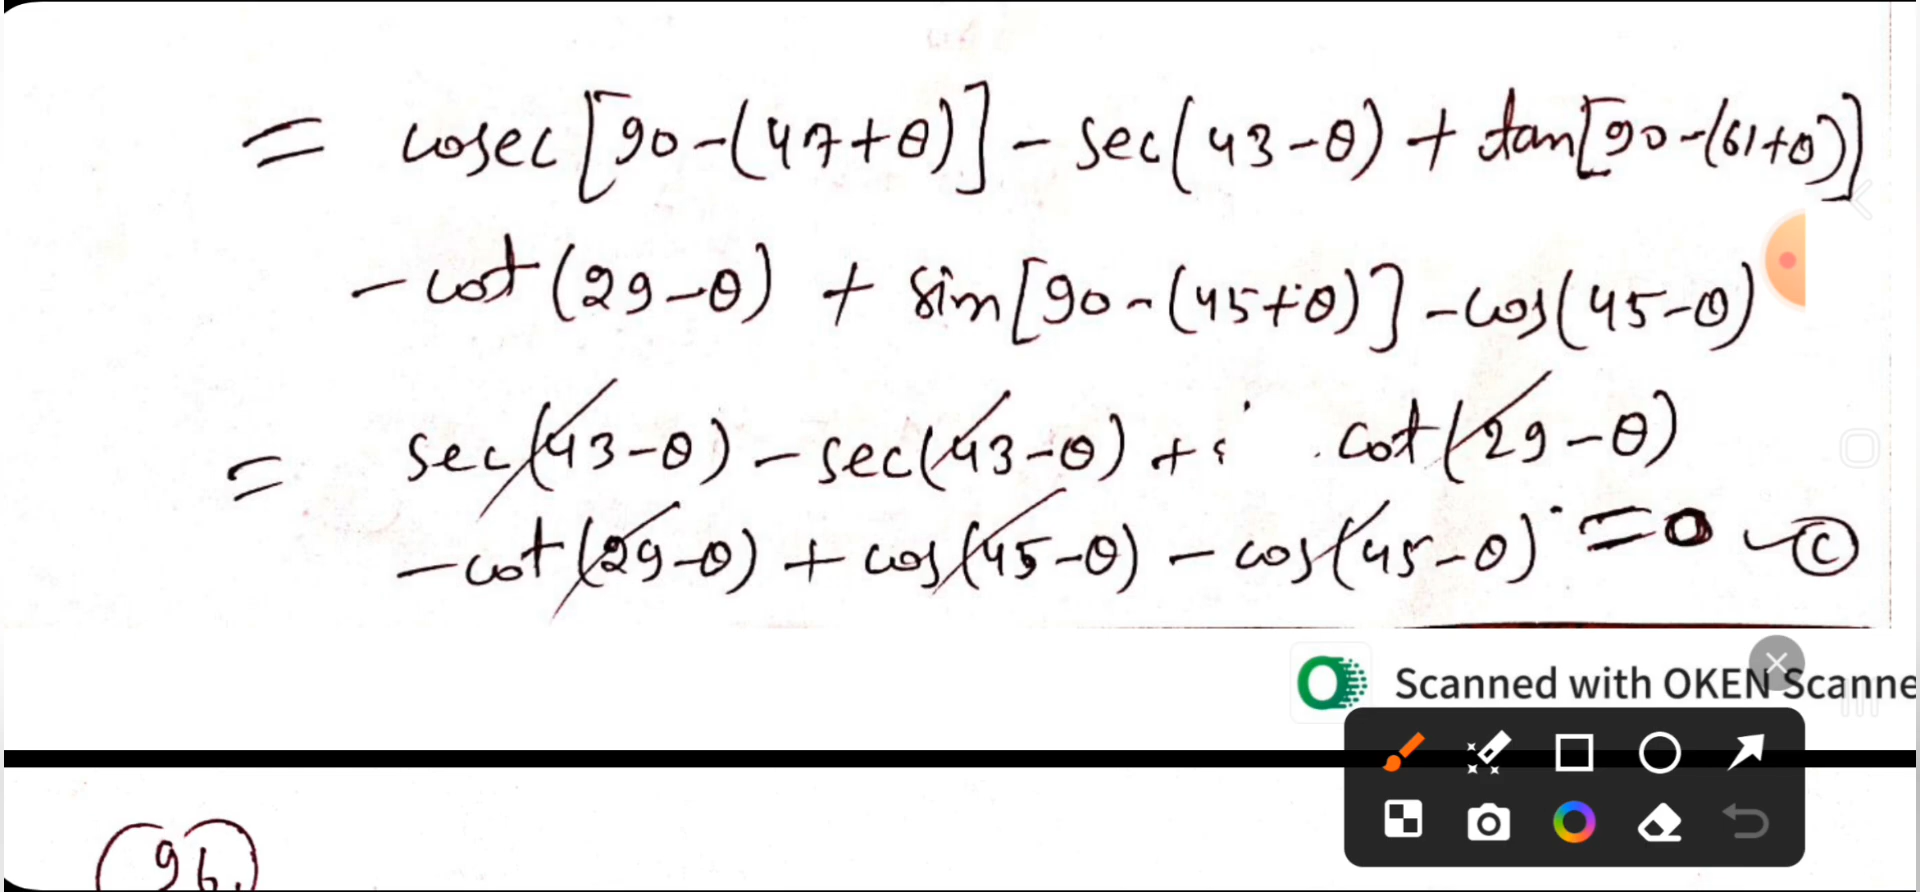 = cosec[90-(47+θ)] - sec(43-θ) + tan[90-(61+θ)]
- cot(29-θ) + sin[90-(45+θ)] - cos(45-θ)
= sec(43-θ) - sec(43-θ) + cot(29-θ)
- cot(29-θ) + cos(45-θ) - cos(45-θ) = 0 (C)
Scanned with OKEN Scanne
96.